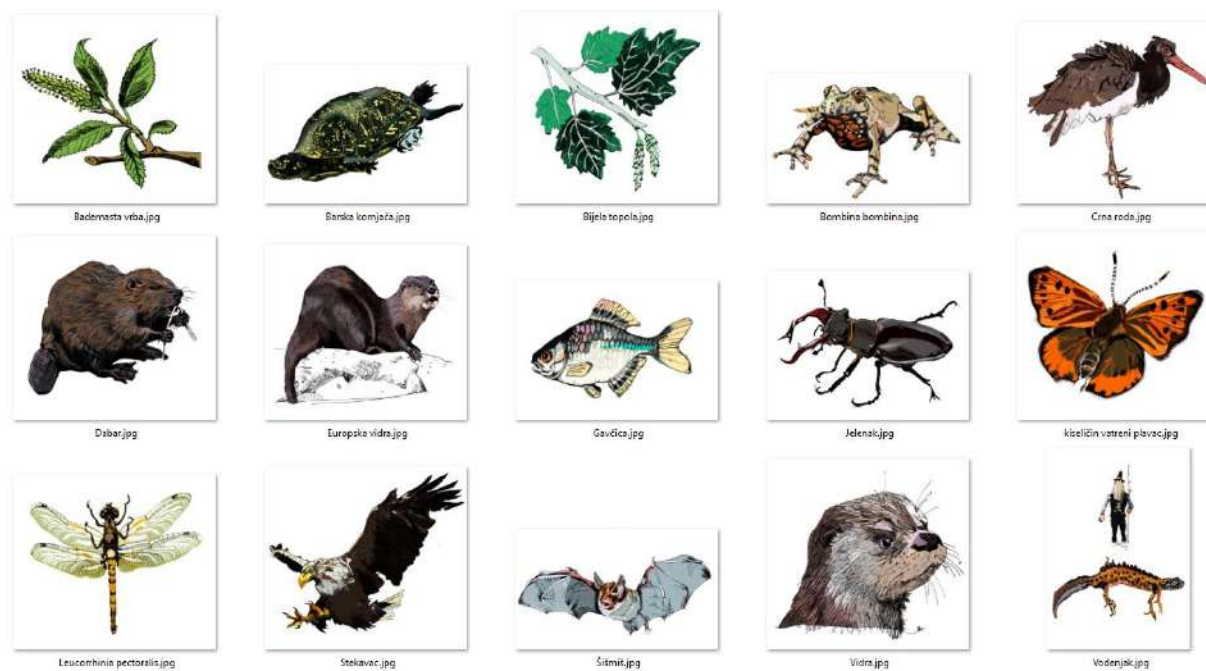 Bademasta vrba.jpg
Barska kornjača.jpg
Bijela topola.jpg
Bombina bombina.jpg
Crna roda.jpg
Dabar.jpg
Europska vidra.jpg
Gavčica.jpg
Jelenak.jpg
kiseličin vatreni plavac.jpg
Leucorrhinia pectoralis.jpg
Štekavac.jpg
Šišmiš.jpg
Vidra.jpg
Vodenjak.jpg